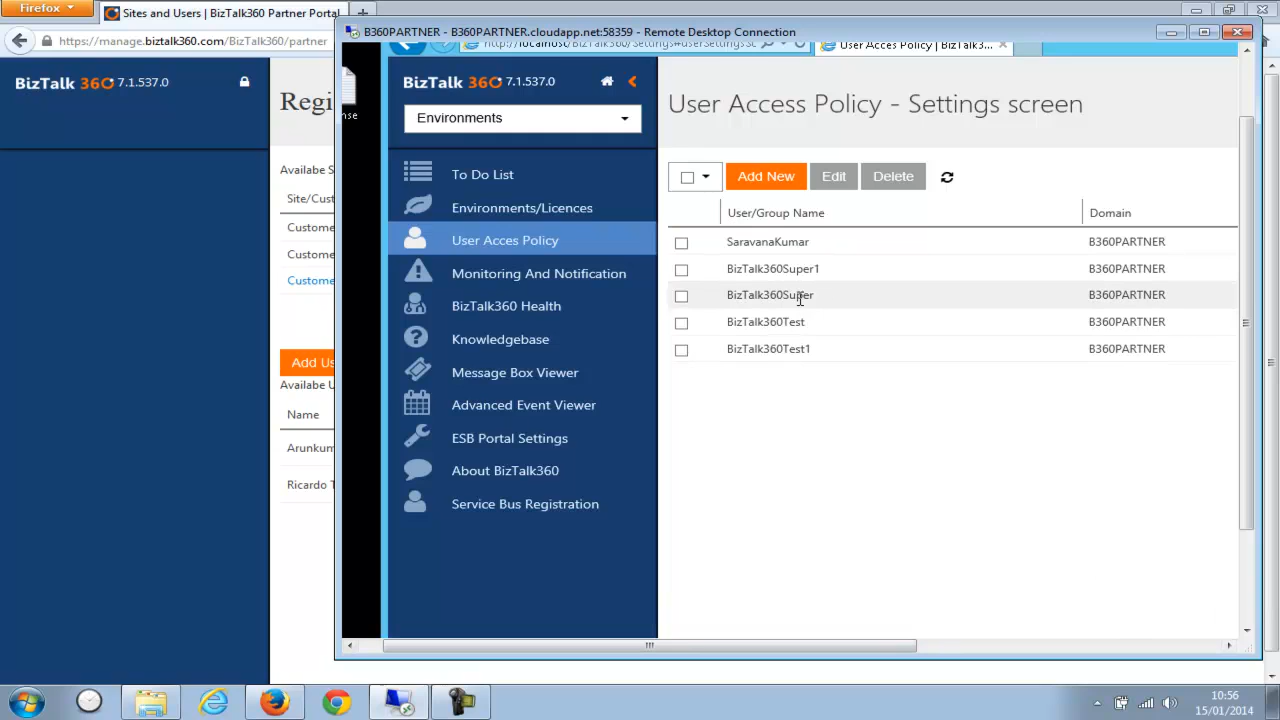 Firefox
Sites and Users | BizTalk360 Partner Portal
https://manage.biztalk360.com/BizTalk360/partner
B360PARTNER - B360PARTNER.cloudapp.net:58359 - Remote Desktop Connection
User Acces Policy | BizTalk3...
BizTalk 360 7.1.537.0
Regi
Availabe S
Site/Cust
Custome
Custome
Custome
Add Us
Availabe U
Name
Arunkum
Ricardo T
nse
BizTalk 360 7.1.537.0
Environments
To Do List
Environments/Licences
User Acces Policy
Monitoring And Notification
BizTalk360 Health
Knowledgebase
Message Box Viewer
Advanced Event Viewer
ESB Portal Settings
About BizTalk360
Service Bus Registration
User Access Policy - Settings screen
Add New Edit Delete
User/Group Name Domain
SaravanaKumar B360PARTNER
BizTalk360Super1 B360PARTNER
BizTalk360Super B360PARTNER
BizTalk360Test B360PARTNER
BizTalk360Test1 B360PARTNER
10:56
15/01/2014